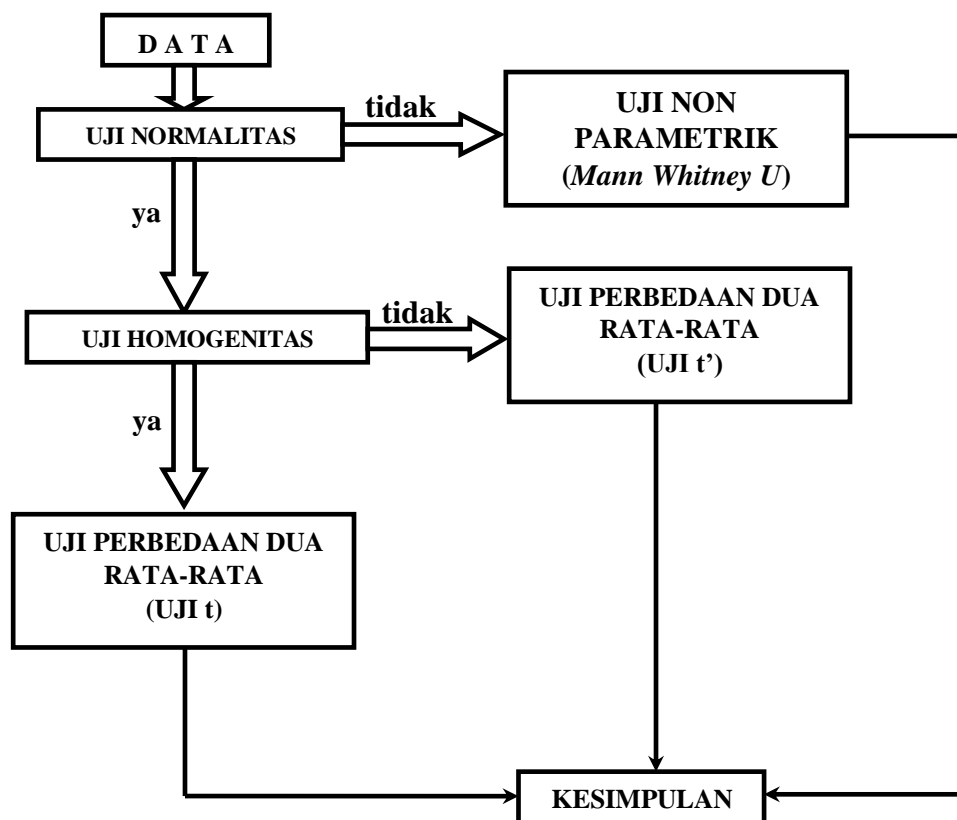 D A T A
UJI NORMALITAS
tidak
UJI NON
PARAMETRIK
(Mann Whitney U)
ya
UJI HOMOGENITAS
tidak
UJI PERBEDAAN DUA
RATA-RATA
(UJI t’)
ya
UJI PERBEDAAN DUA
RATA-RATA
(UJI t)
KESIMPULAN